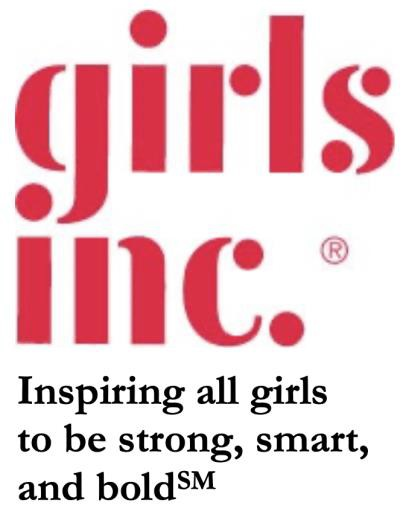 girls
inc.®
Inspiring all girls
to be strong, smart,
and bold℠